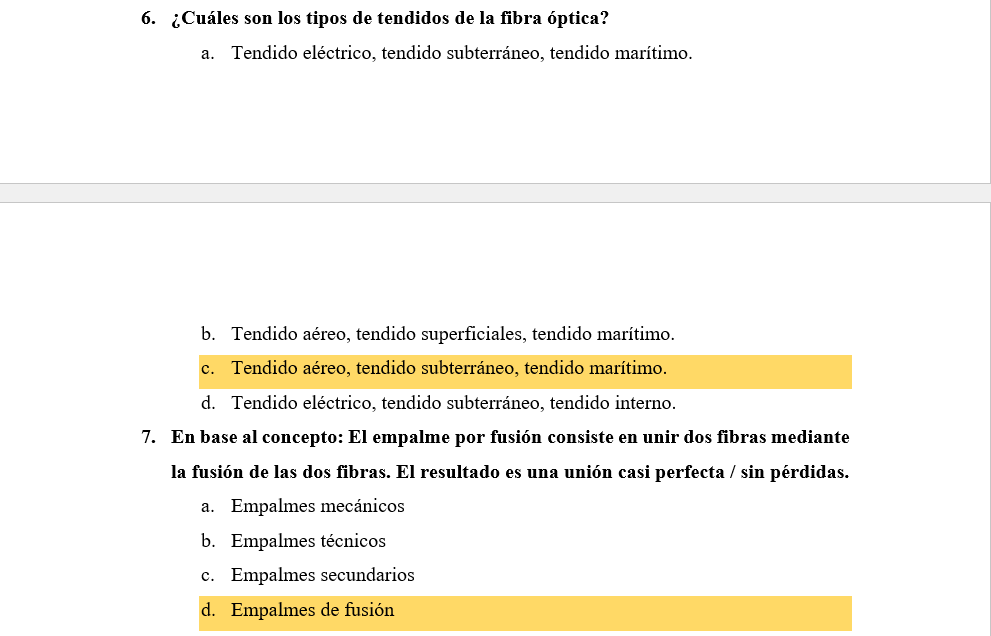 6. ¿Cuáles son los tipos de tendidos de la fibra óptica?
a. Tendido eléctrico, tendido subterráneo, tendido marítimo.
b. Tendido aéreo, tendido superficiales, tendido marítimo.
c. Tendido aéreo, tendido subterráneo, tendido marítimo.
d. Tendido eléctrico, tendido subterráneo, tendido interno.
7. En base al concepto: El empalme por fusión consiste en unir dos fibras mediante
la fusión de las dos fibras. El resultado es una unión casi perfecta / sin pérdidas.
a. Empalmes mecánicos
b. Empalmes técnicos
c. Empalmes secundarios
d. Empalmes de fusión